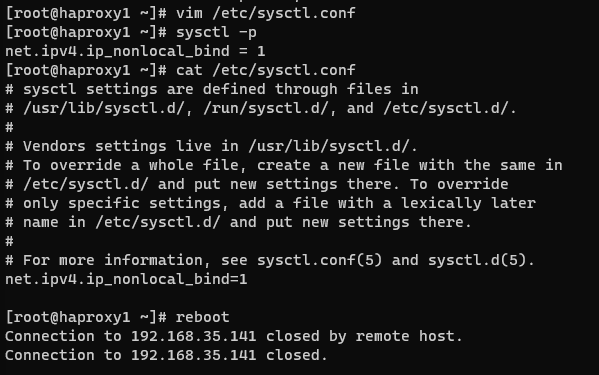 [root@haproxy1 ~]# vim /etc/sysctl.conf
[root@haproxy1 ~]# sysctl -p
net.ipv4.ip_nonlocal_bind = 1
[root@haproxy1 ~]# cat /etc/sysctl.conf
# sysctl settings are defined through files in
# /usr/lib/sysctl.d/, /run/sysctl.d/, and /etc/sysctl.d/.
#
# Vendors settings live in /usr/lib/sysctl.d/.
# To override a whole file, create a new file with the same in
# /etc/sysctl.d/ and put new settings there. To override
# only specific settings, add a file with a lexically later
# name in /etc/sysctl.d/ and put new settings there.
#
# For more information, see sysctl.conf(5) and sysctl.d(5).
net.ipv4.ip_nonlocal_bind=1
[root@haproxy1 ~]# reboot
Connection to 192.168.35.141 closed by remote host.
Connection to 192.168.35.141 closed.